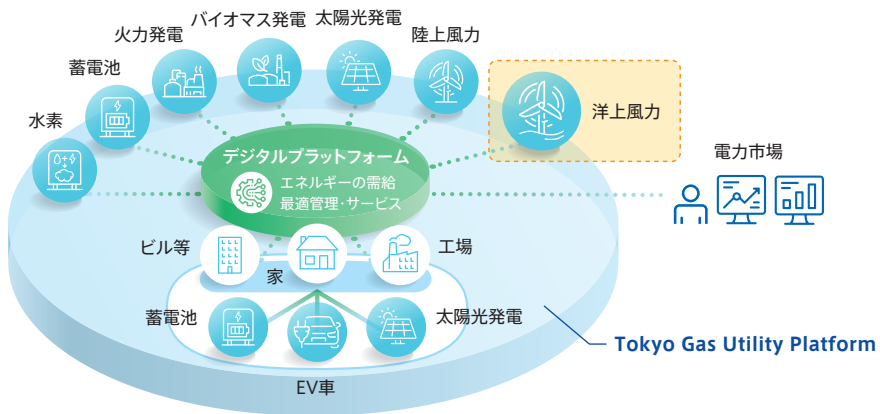 バイオマス発電
太陽光発電
火力発電
陸上風力
蓄電池
水素
洋上風力
デジタルプラットフォーム
エネルギーの需給
最適管理・サービス
電力市場
ビル等
家
工場
蓄電池
太陽光発電
EV車
Tokyo Gas Utility Platform